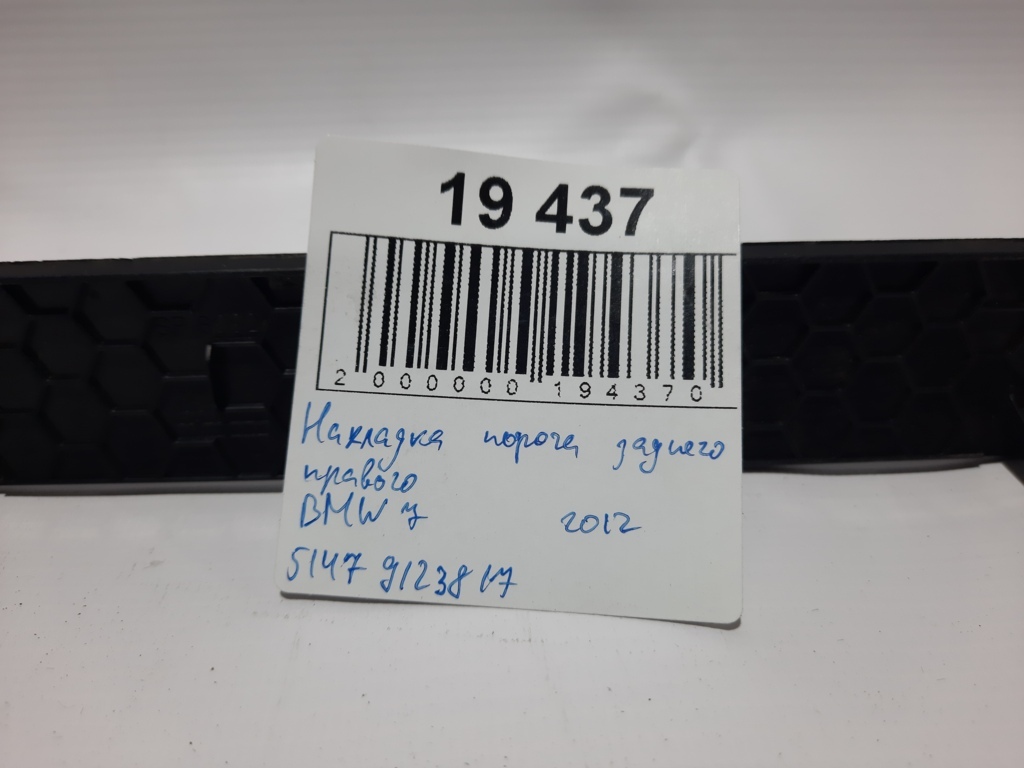 19 437
2 000000 194370
Накладка порога заднего
правого
BMW 7 2012
5147 9123817